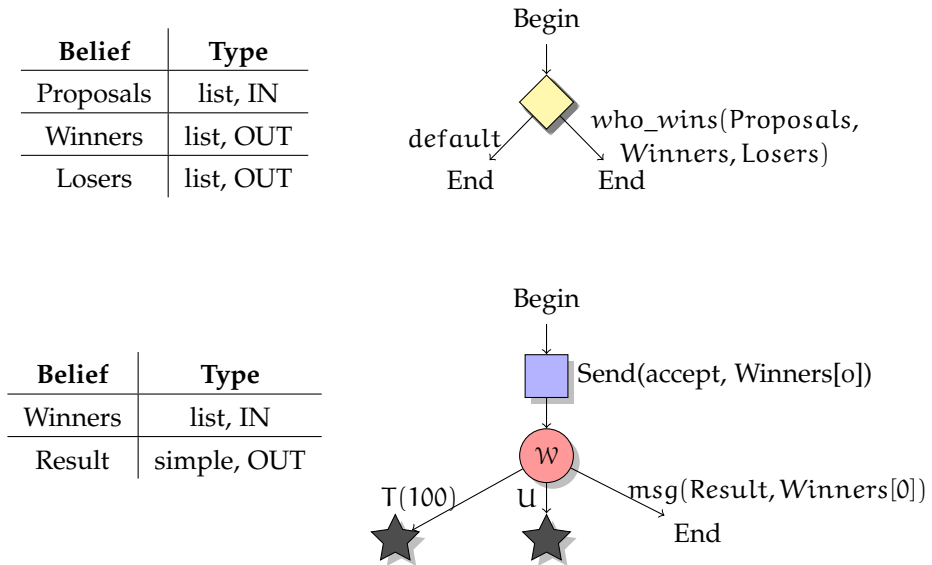 Belief Type
Proposals list, IN
Winners list, OUT
Losers list, OUT
Begin
default
who_wins(Proposals,
Winners, Losers)
End
End
Belief Type
Winners list, IN
Result simple, OUT
Begin
Send(accept, Winners[0])
W
T(100)
U
msg(Result, Winners[0])
End